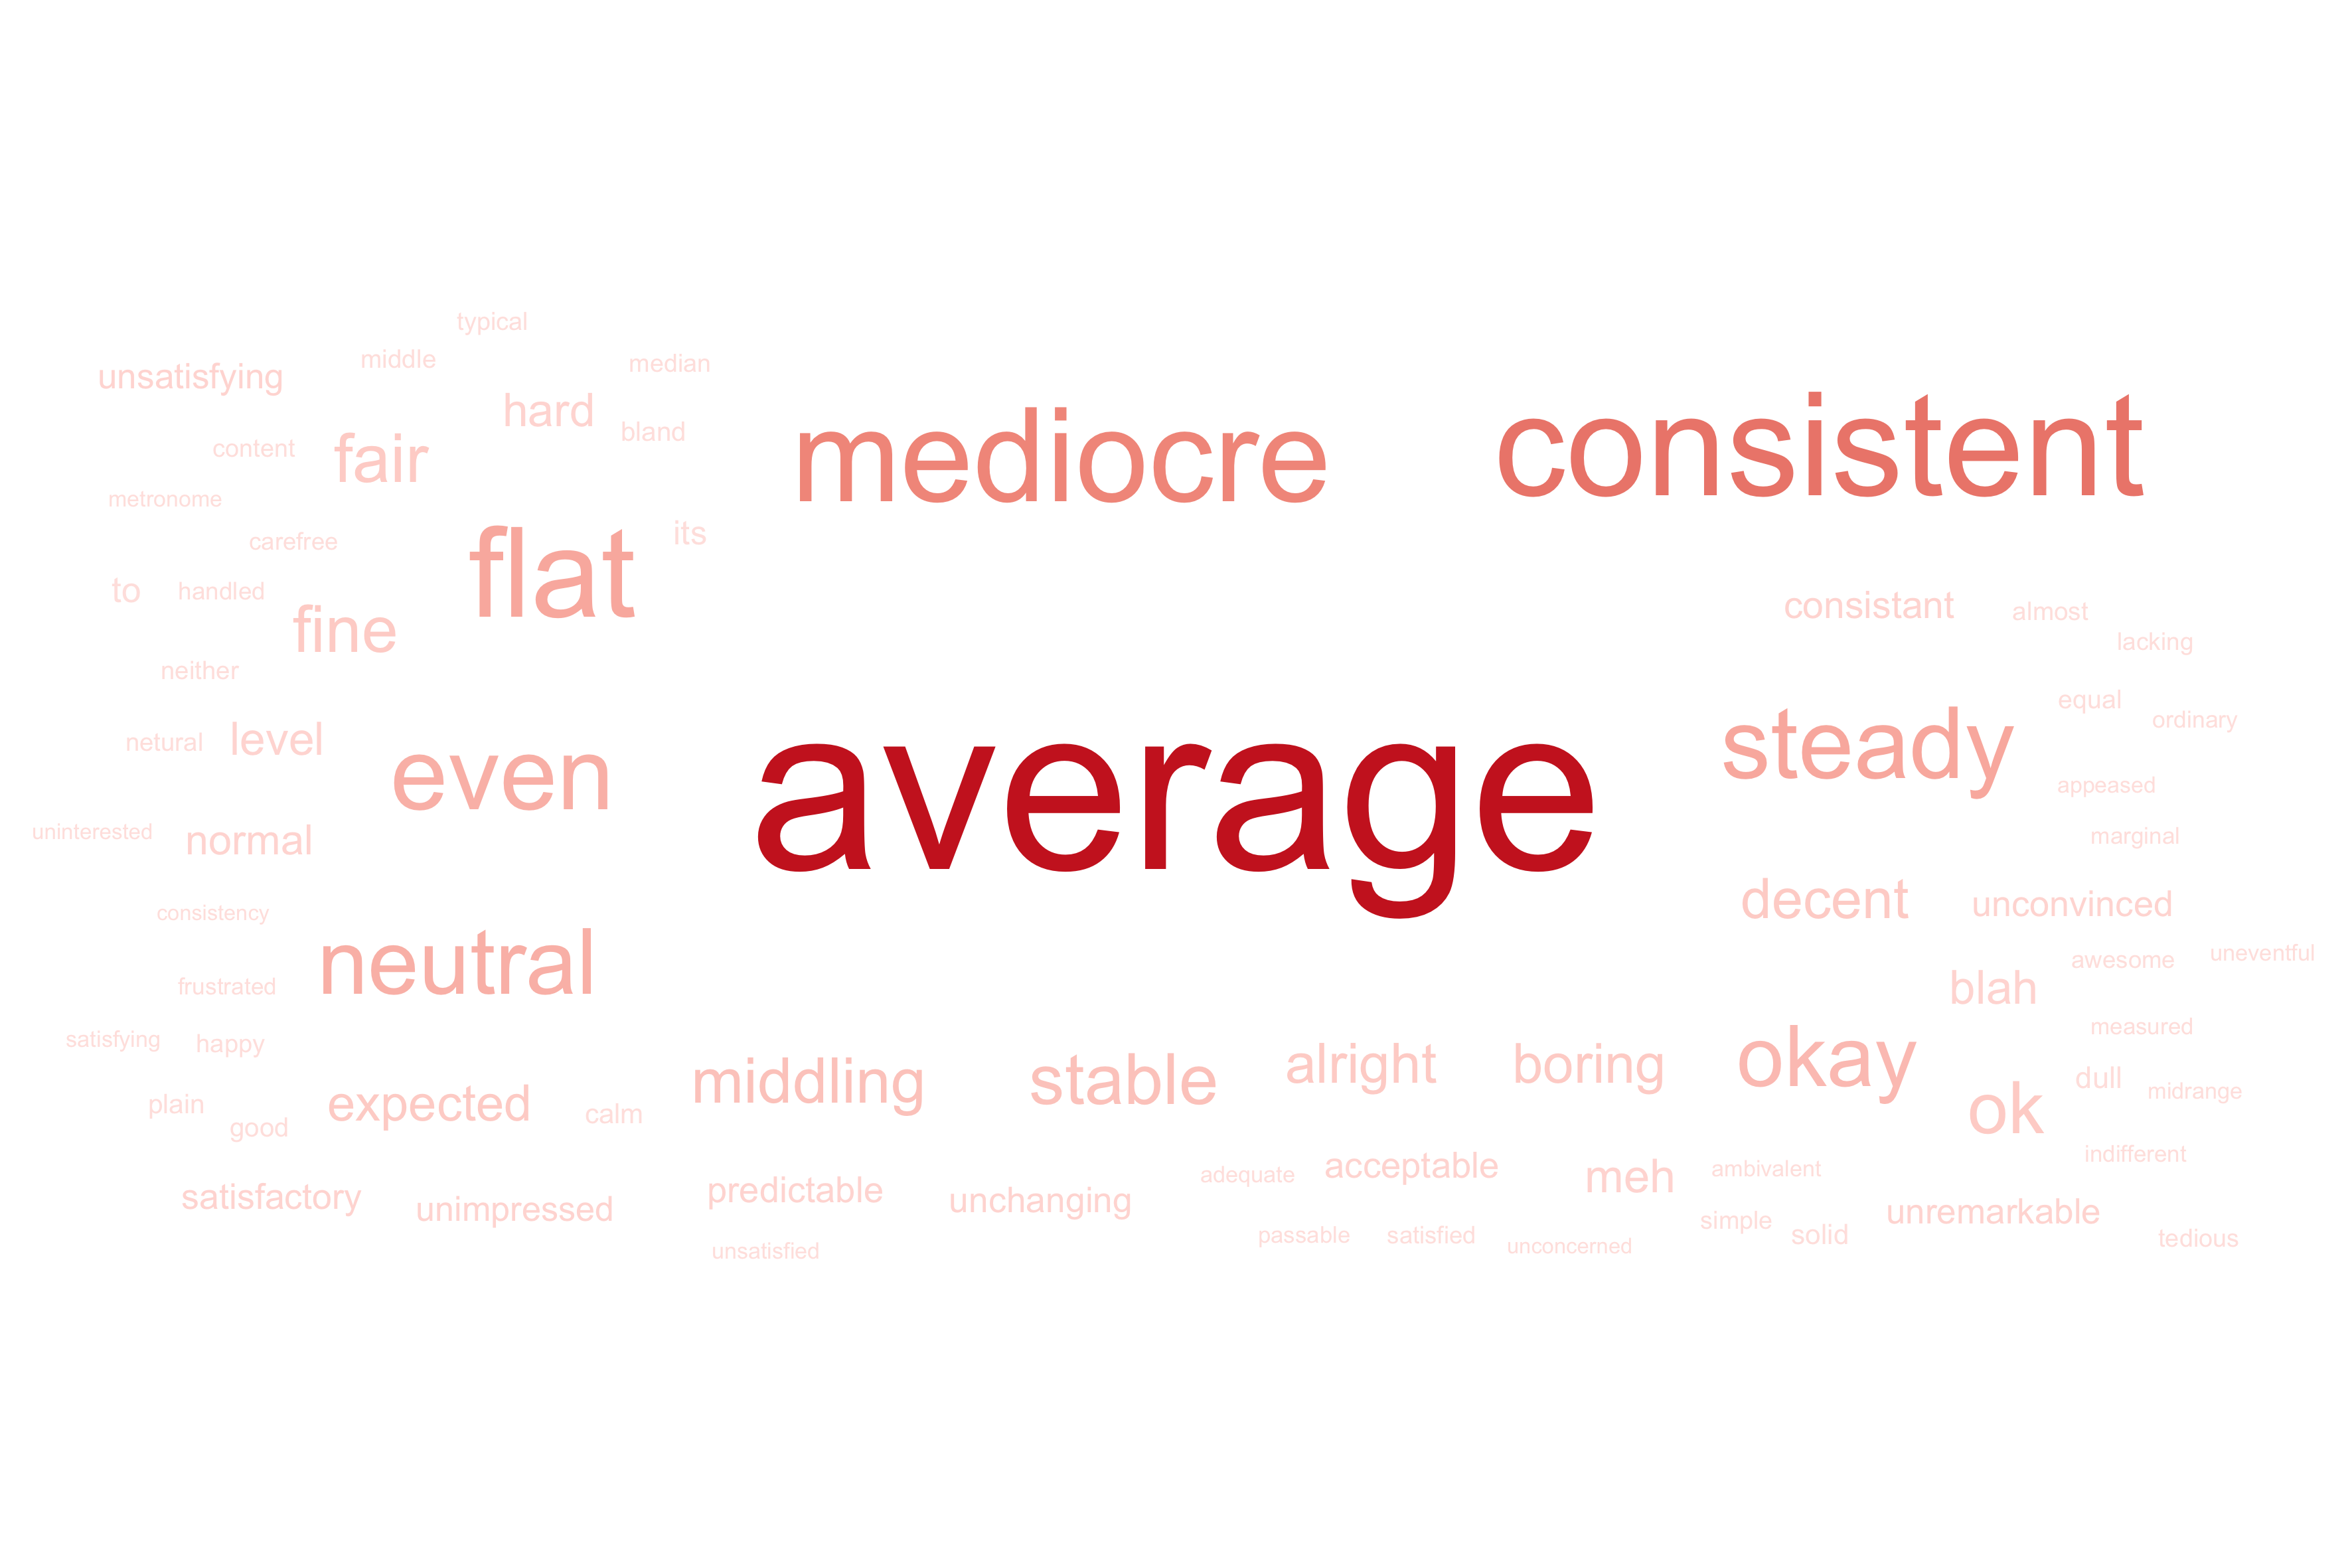 typical
middle
median
unsatisfying
hard
bland
mediocre
consistent
content
fair
metronome
its
carefree
flat
to
handled
fine
consistant
almost
lacking
neither
equal
ordinary
netural
level
even
average
steady
appeased
uninterested
normal
marginal
decent
unconvinced
consistency
neutral
awesome
uneventful
frustrated
blah
satisfying
happy
measured
middling
stable
alright
boring
okay
dull
midrange
plain
good
expected
calm
ok
indifferent
satisfactory
unimpressed
predictable
unchanging
adequate
acceptable
meh
ambivalent
unremarkable
unsatisfied
passable
satisfied
unconcerned
simple
solid
tedious